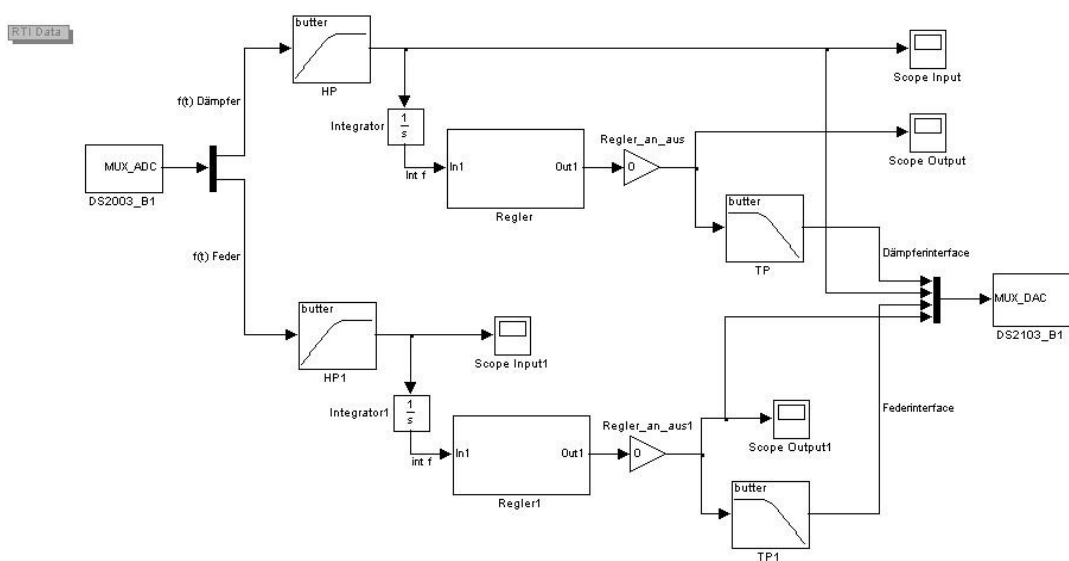 RTI Data
butter
HP
Scope Input
f(t) Dämpfer
Integrator
1
s
Int f
In1
Out1
Regler
Regler_an_aus
0
Scope Output
MUX_ADC
DS2003_B1
butter
TP
Dämpferinterface
f(t) Feder
MUX_DAC
DS2103_B1
butter
HP1
Scope Input1
Integrator1
1
s
int f
In1
Out1
Regler1
Regler_an_aus1
0
Scope Output1
Federinterface
butter
TP1